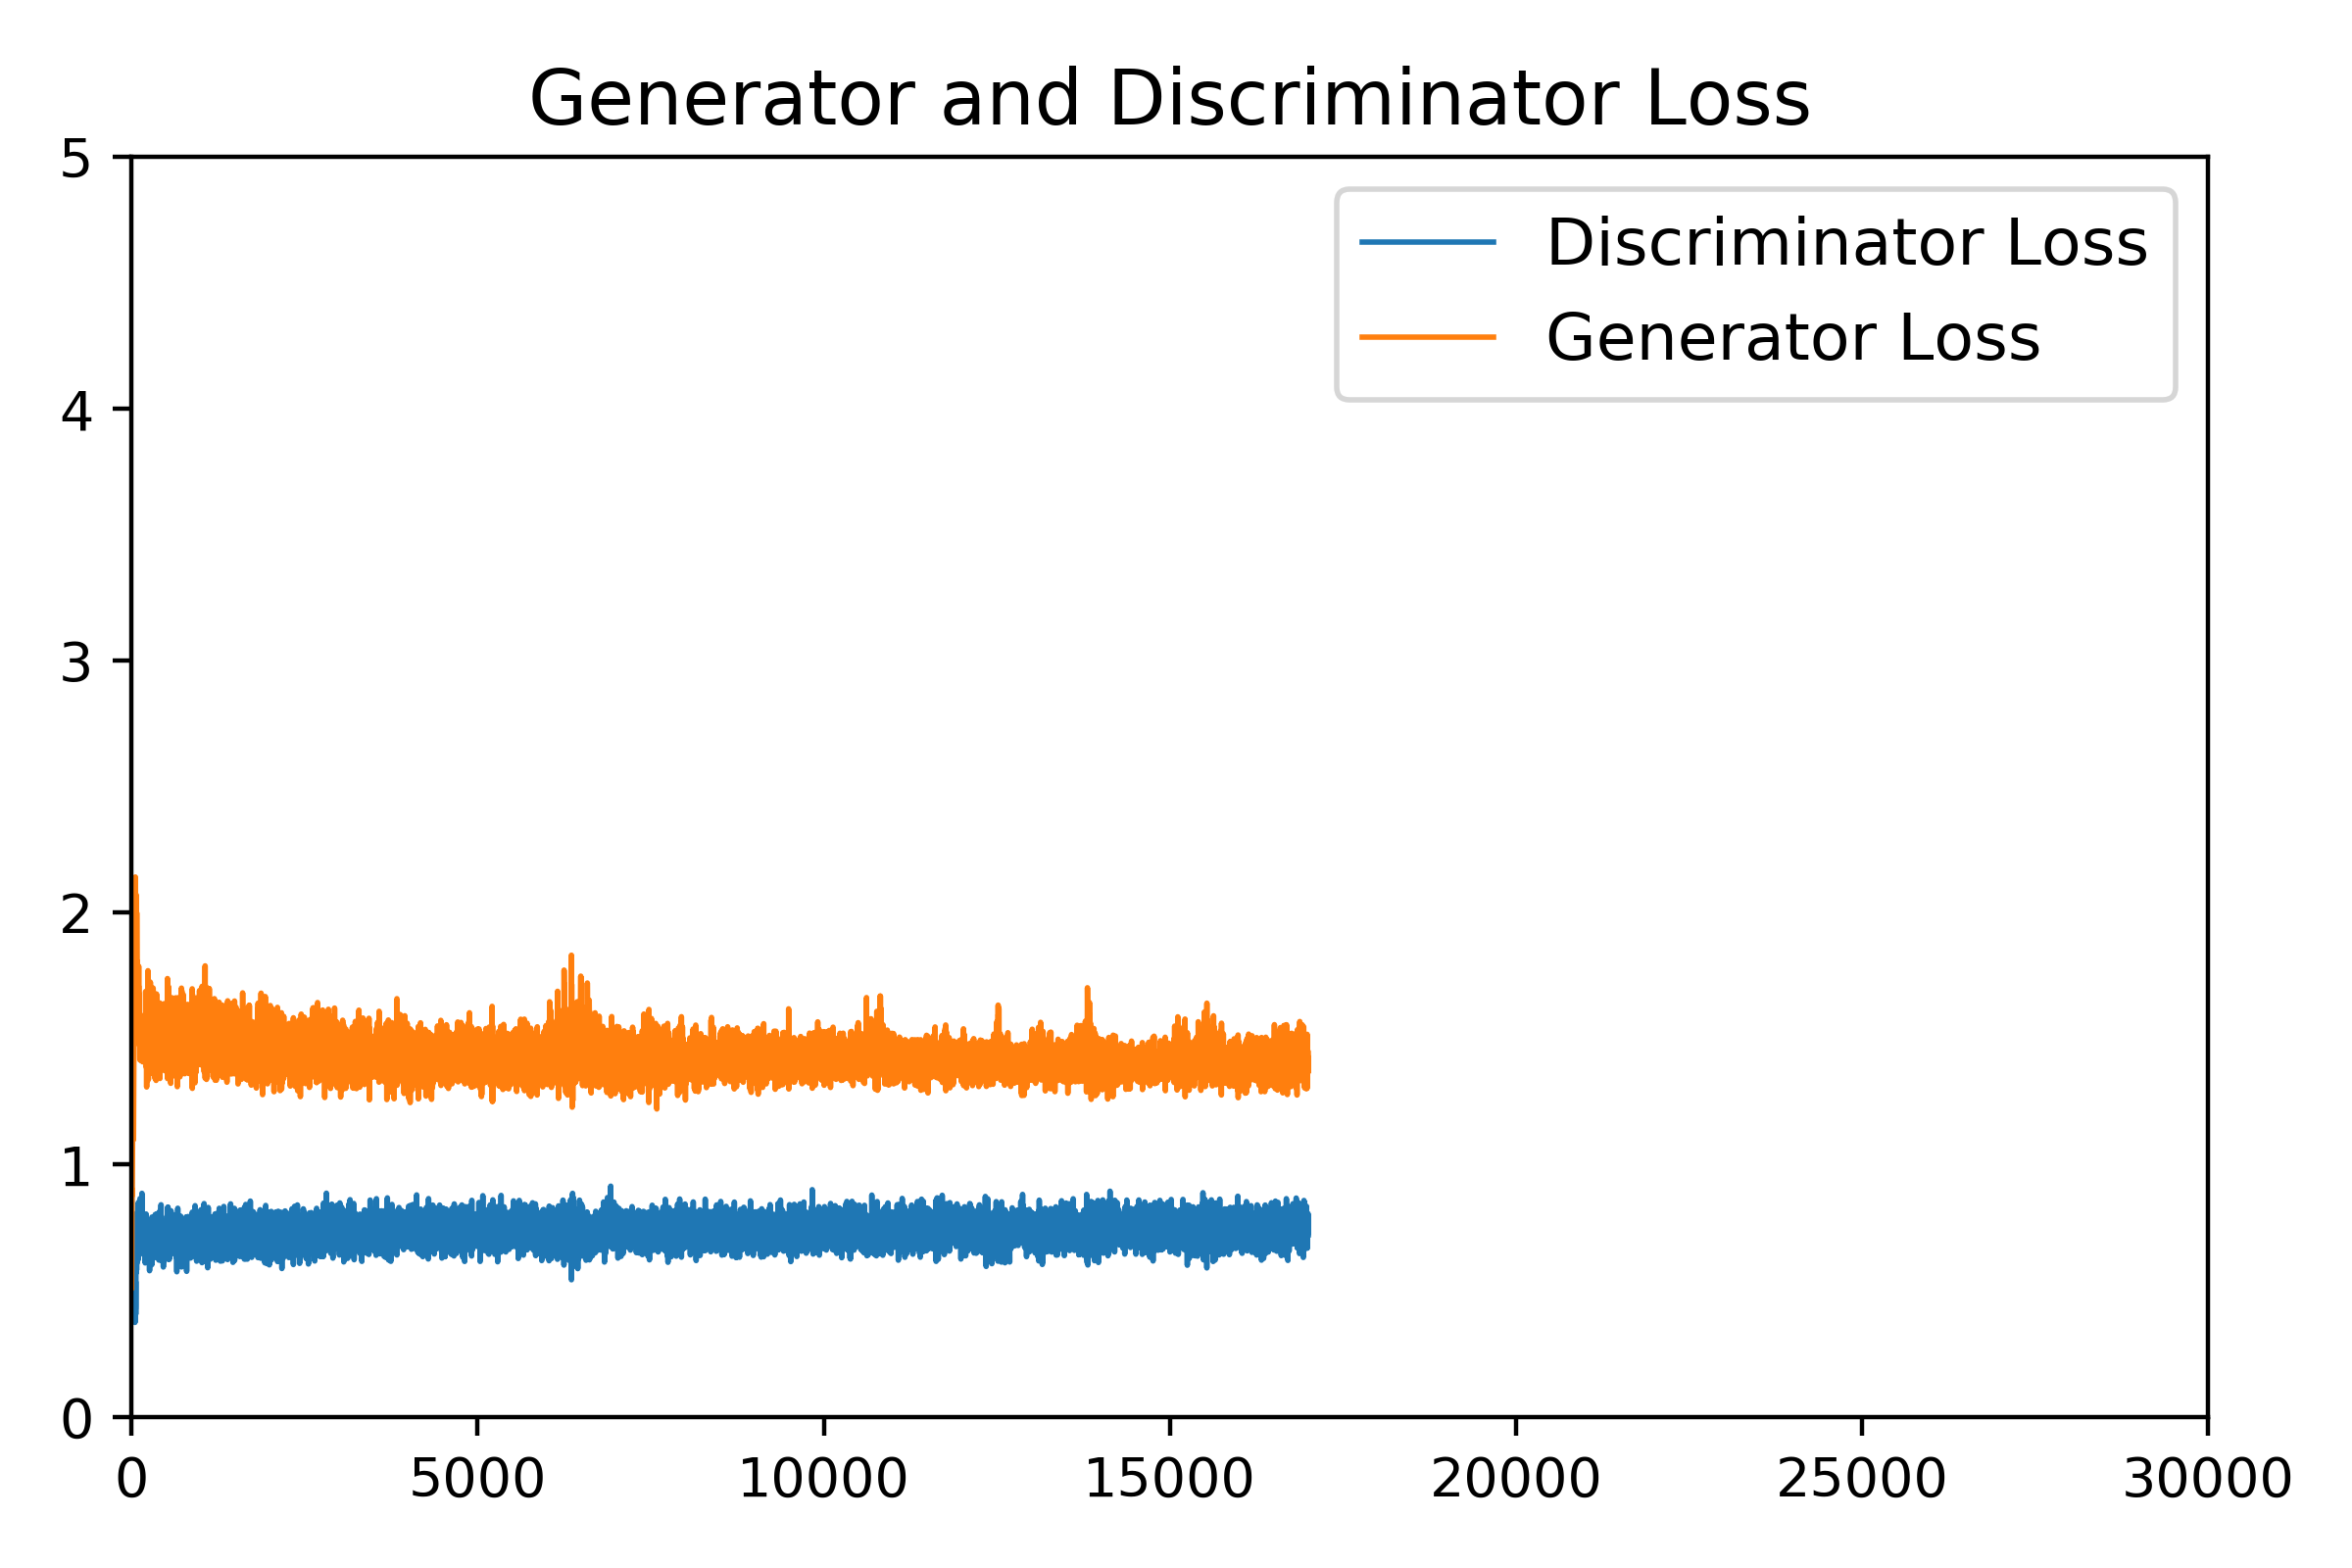 Generator and Discriminator Loss
5
Discriminator Loss
Generator Loss
4
3
2
1
0
0 5000 10000 15000 20000 25000 30000